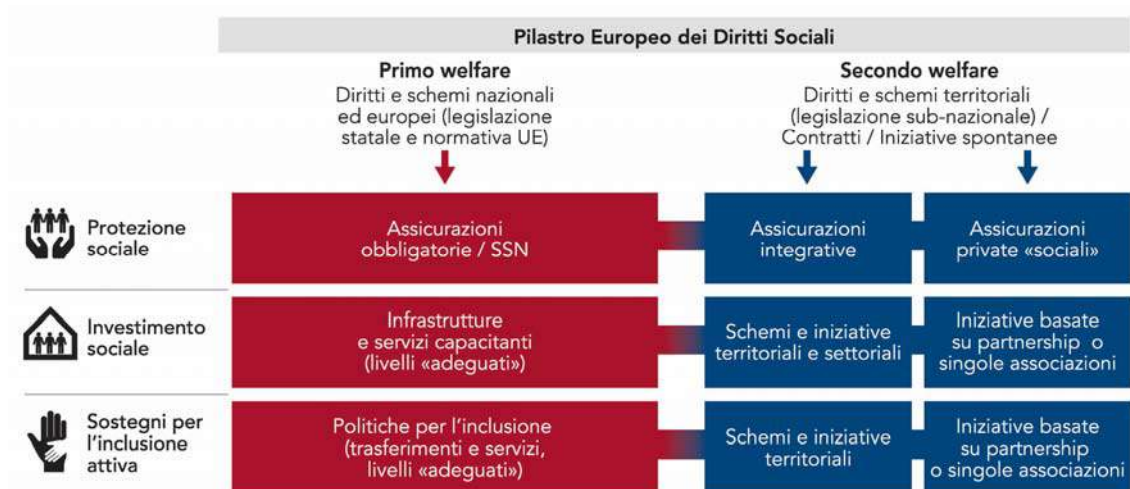 Pilastro Europeo dei Diritti Sociali
Primo welfare
Diritti e schemi nazionali
ed europei (legislazione
statale e normativa UE)
Secondo welfare
Diritti e schemi territoriali
(legislazione sub-nazionale) /
Contratti / Iniziative spontanee
Protezione
sociale
Assicurazioni
obbligatorie / SSN
Assicurazioni
integrative
Assicurazioni
private «sociali»
Investimento
sociale
Infrastrutture
e servizi capacitanti
(livelli «adeguati»)
Schemi e iniziative
territoriali e settoriali
Iniziative basate
su partnership o
singole associazioni
Sostegni per
l'inclusione
attiva
Politiche per l'inclusione
(trasferimenti e servizi,
livelli «adeguati»)
Schemi e iniziative
territoriali
Iniziative basate
su partnership
o singole associazioni